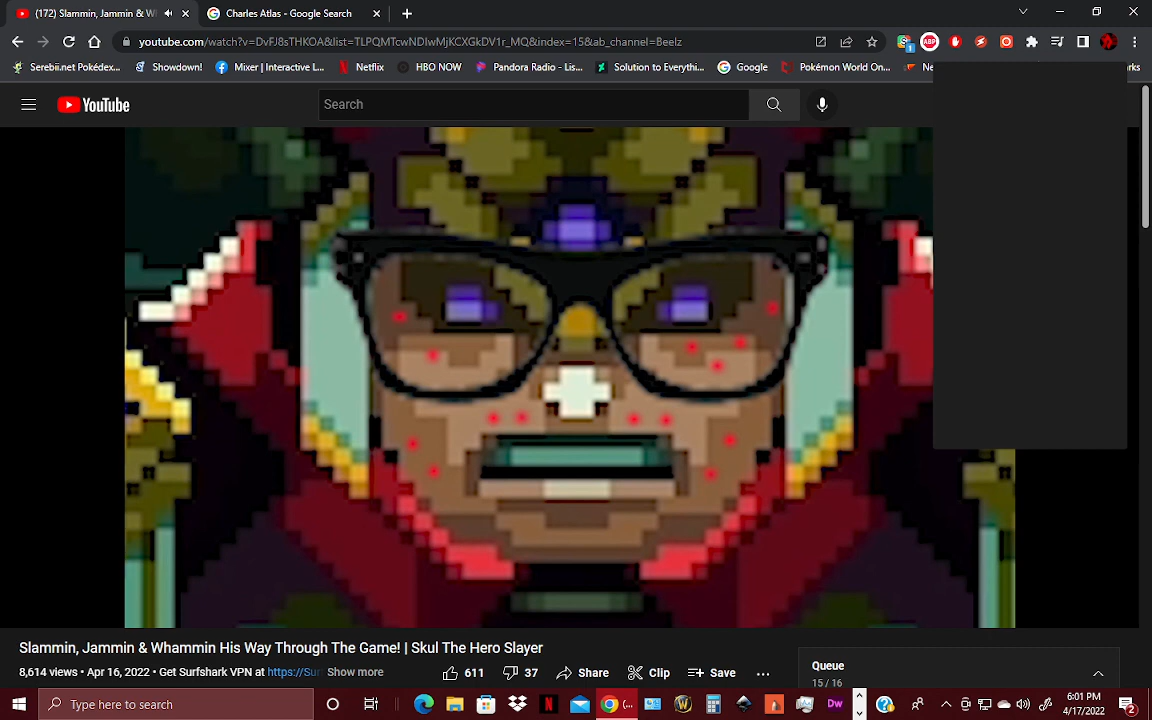 (172) Slammin, Jammin & W
Charles Atlas - Google Search
youtube.com/watch?v=DvFJ8sTHKOA&list=TLPQMTcwNDIwMjKCXGkDV1r_MQ&index=15&ab_channel=Beelz
Serebii.net Pokédex...
Showdown!
Mixer | Interactive L...
Netflix
HBO NOW
Pandora Radio - Lis...
Solution to Everythi...
Google
Pokémon World On...
Ne
rks
YouTube
Search
Slammin, Jammin & Whammin His Way Through The Game! | Skul The Hero Slayer
8,614 views • Apr 16, 2022 • Get Surfshark VPN at https://Sur
Show more
611
37
Share
Clip
Save
Queue
15 / 16
Type here to search
6:01 PM
4/17/2022
2